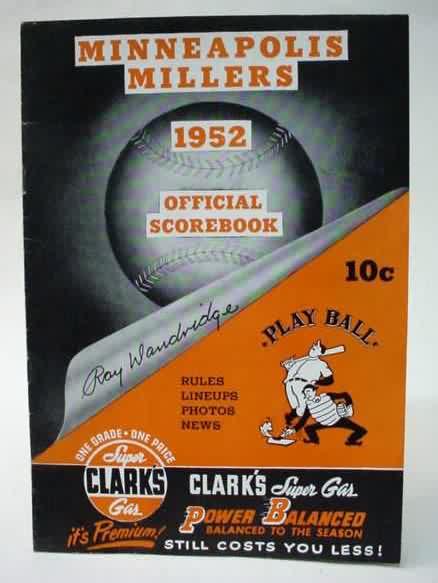 MINNEAPOLIS
MILLERS
1952
OFFICIAL
SCOREBOOK
10c
·PLAY BALL·
Ray Dandridge
RULES
LINEUPS
PHOTOS
NEWS
ONE GRADE • ONE PRICE
Super
CLARK'S
Gas
it's Premium!
CLARK'S Super Gas
POWER BALANCED
BALANCED TO THE SEASON
STILL COSTS YOU LESS!